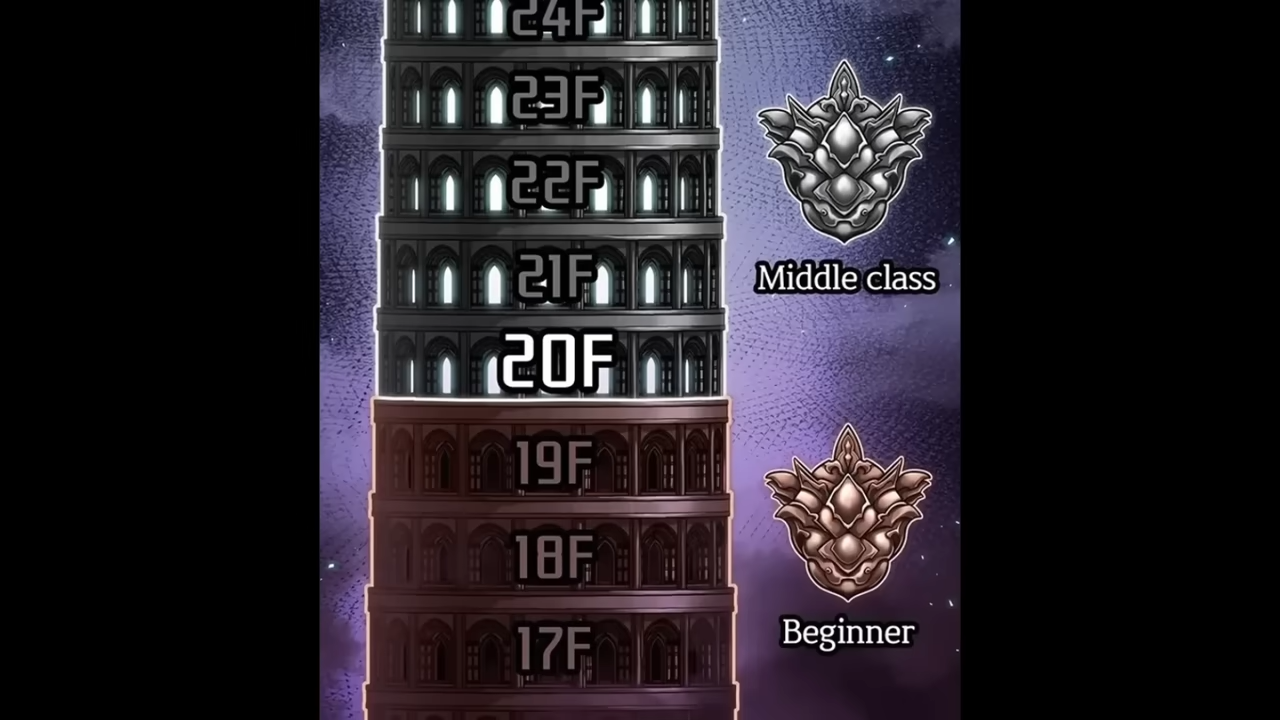 24F
23F
22F
21F
20F
19F
18F
17F
Middle class
Beginner